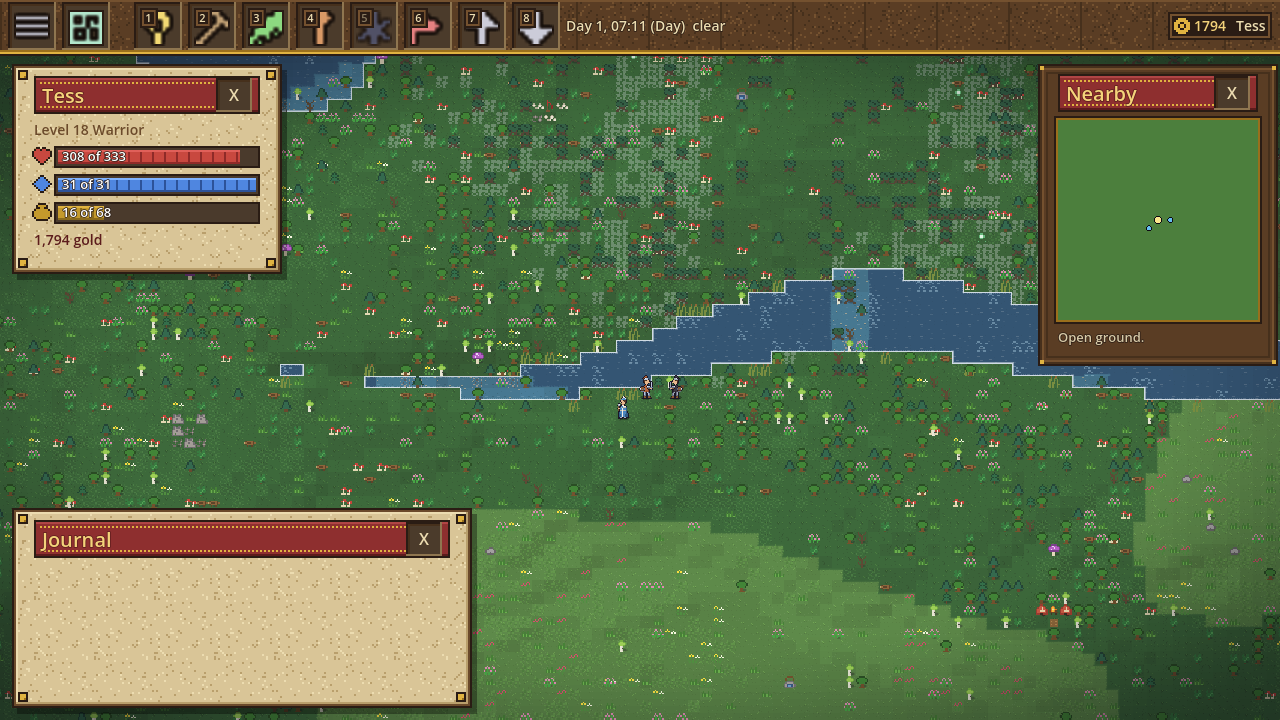 1 2 3 4 5 6 7 8 Day 1, 07:11 (Day) clear 1794 Tess
Tess X
Level 18 Warrior
308 of 333
31 of 31
16 of 68
1,794 gold
Nearby X
Open ground.
Journal X